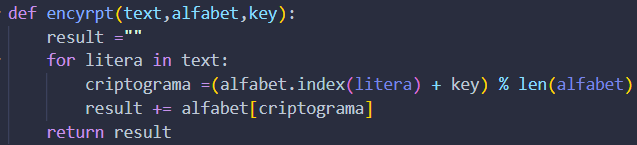 def encyrpt(text,alfabet,key):
    result =""
    for litera in text:
        criptograma =(alfabet.index(litera) + key) % len(alfabet)
        result += alfabet[criptograma]
    return result